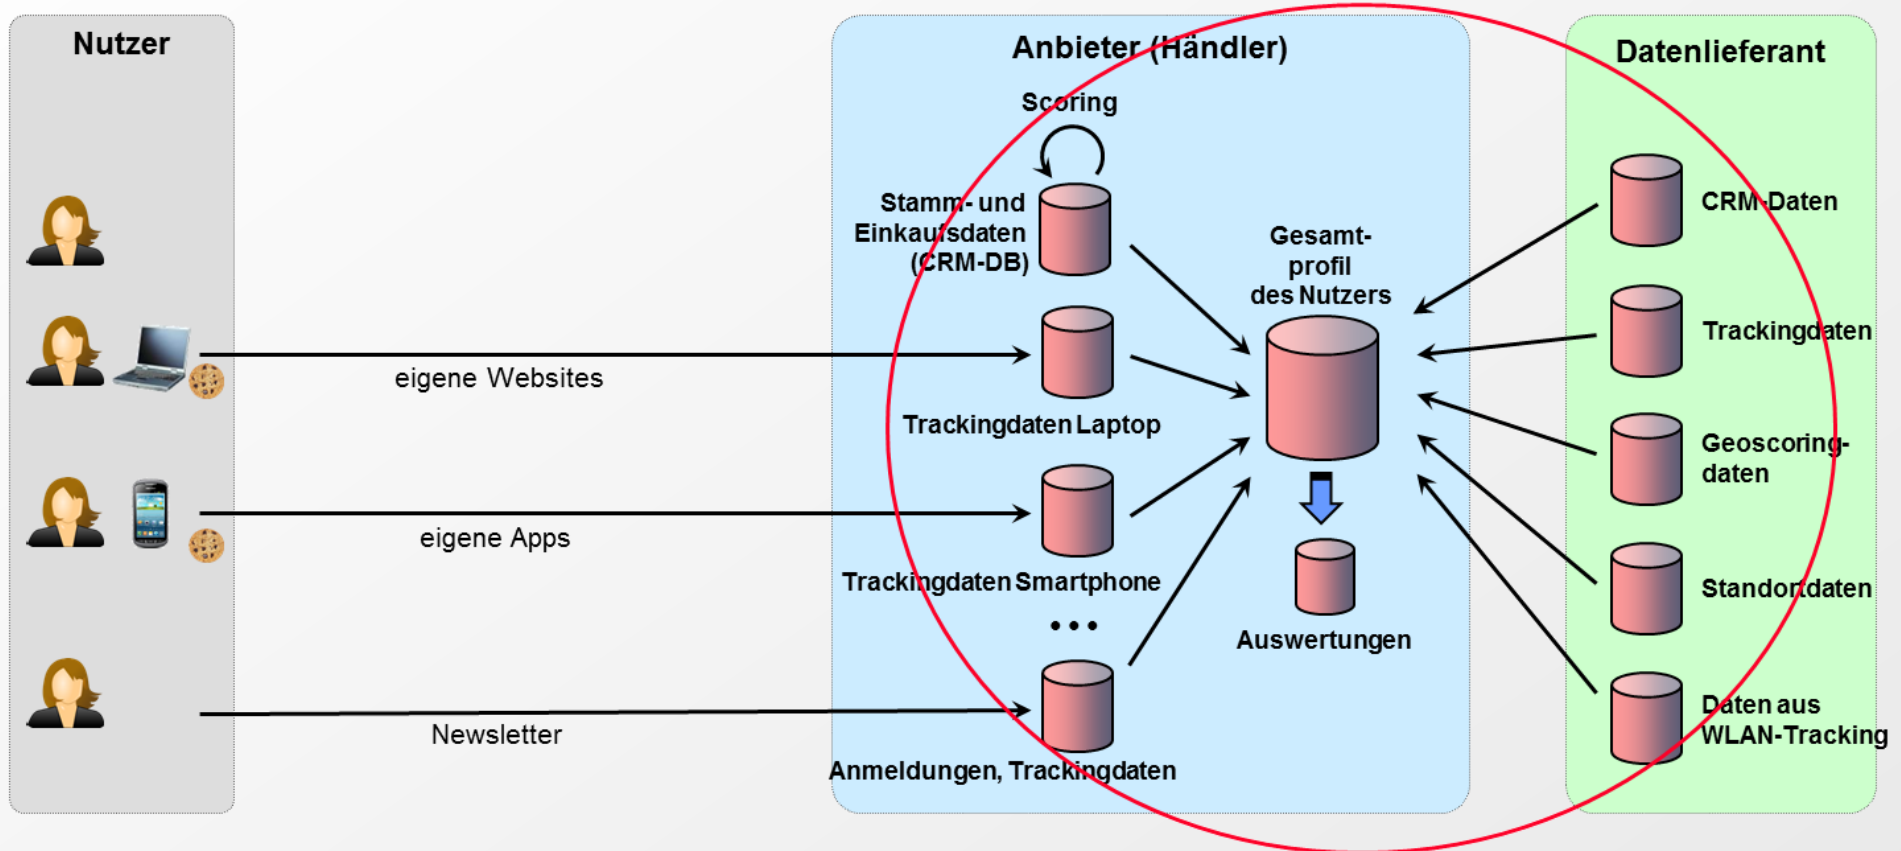 Nutzer
Anbieter (Händler)
Datenlieferant
Scoring
Stamm- und
Einkaufsdaten
(CRM-DB)
Gesamt-
profil
des Nutzers
CRM-Daten
Trackingdaten
eigene Websites
Trackingdaten Laptop
Geoscoring-
daten
eigene Apps
Trackingdaten Smartphone
•••
Standortdaten
Auswertungen
Newsletter
Anmeldungen, Trackingdaten
Daten aus
WLAN-Tracking